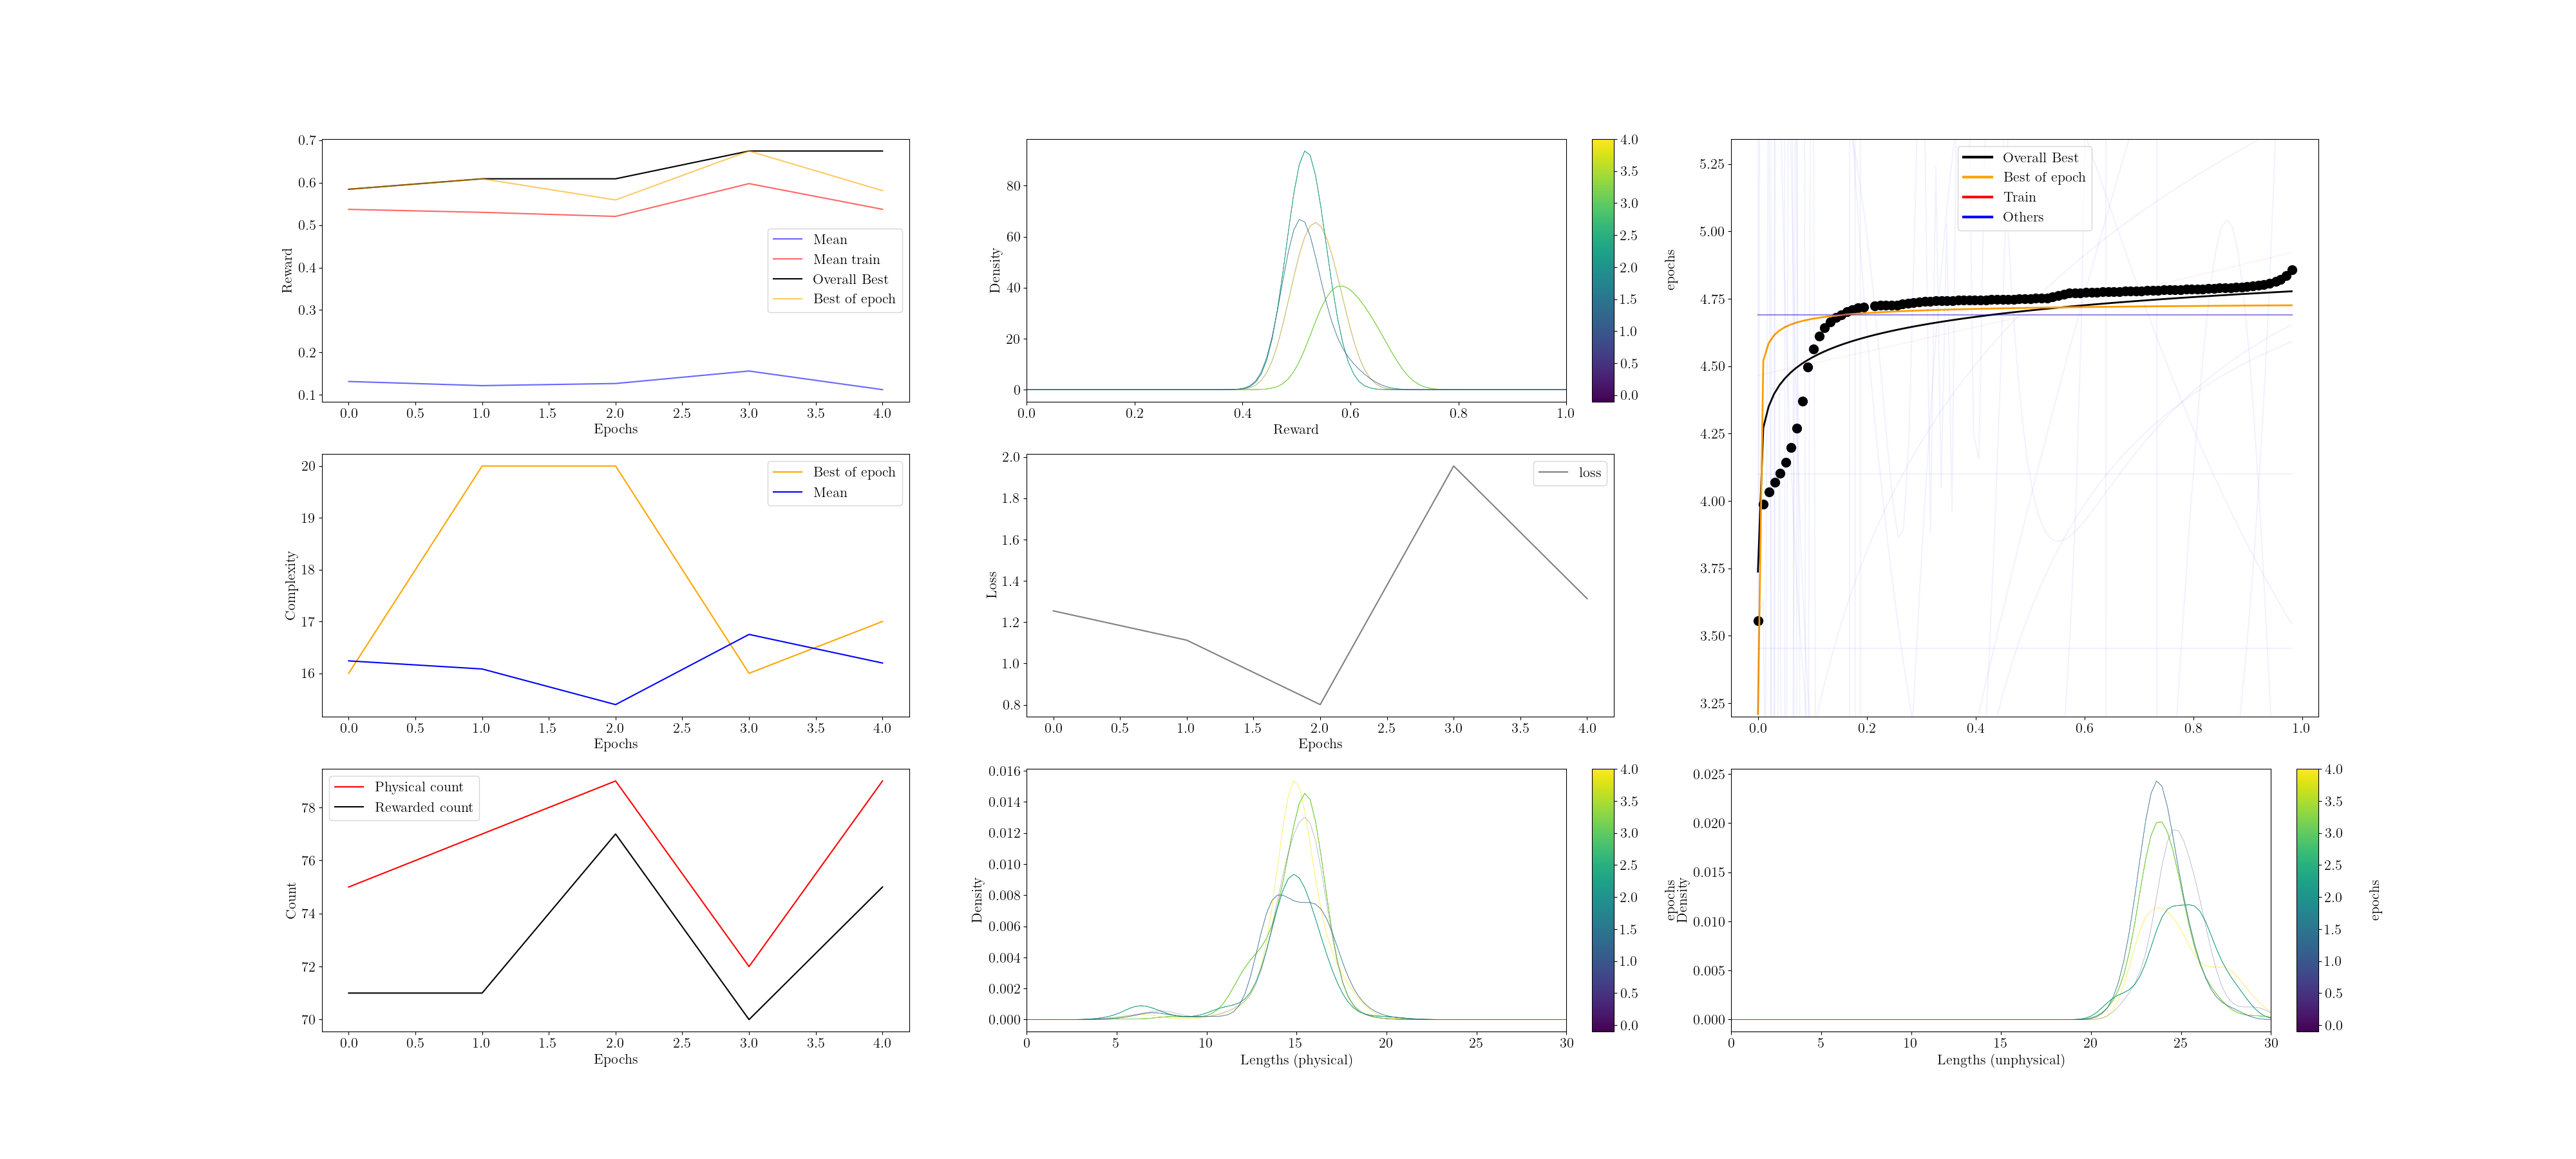 0.7
0.6
0.5
0.4
0.3
0.2
0.1
Reward
Mean
Mean train
Overall Best
Best of epoch
0.0 0.5 1.0 1.5 2.0 2.5 3.0 3.5 4.0
Epochs
80
60
40
20
0
Density
0.0 0.2 0.4 0.6 0.8 1.0
Reward
4.0
3.5
3.0
2.5
2.0
1.5
1.0
0.5
0.0
epochs
5.25
5.00
4.75
4.50
4.25
4.00
3.75
3.50
3.25
Overall Best
Best of epoch
Train
Others
0.0 0.2 0.4 0.6 0.8 1.0
20
19
18
17
16
Complexity
Best of epoch
Mean
0.0 0.5 1.0 1.5 2.0 2.5 3.0 3.5 4.0
Epochs
2.0
1.8
1.6
1.4
1.2
1.0
0.8
Loss
loss
0.0 0.5 1.0 1.5 2.0 2.5 3.0 3.5 4.0
Epochs
78
76
74
72
70
Count
Physical count
Rewarded count
0.0 0.5 1.0 1.5 2.0 2.5 3.0 3.5 4.0
Epochs
0.016
0.014
0.012
0.010
0.008
0.006
0.004
0.002
0.000
Density
0 5 10 15 20 25 30
Lengths (physical)
4.0
3.5
3.0
2.5
2.0
1.5
1.0
0.5
0.0
epochs
0.025
0.020
0.015
0.010
0.005
0.000
Density
0 5 10 15 20 25 30
Lengths (unphysical)
4.0
3.5
3.0
2.5
2.0
1.5
1.0
0.5
0.0
epochs